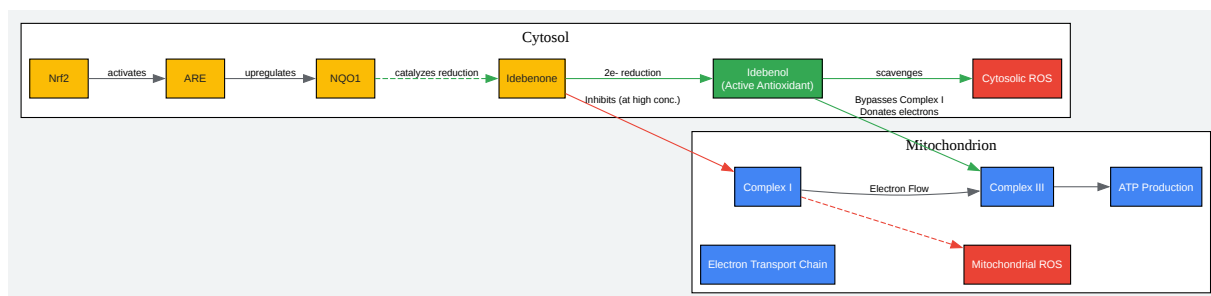 Cytosol
Nrf2
activates
ARE
upregulates
NQO1
catalyzes reduction
Idebenone
2e- reduction
Idebenol
(Active Antioxidant)
scavenges
Cytosolic ROS
Inhibits (at high conc.)
Bypasses Complex I
Donates electrons
Mitochondrion
Complex I
Electron Flow
Complex III
ATP Production
Electron Transport Chain
Mitochondrial ROS